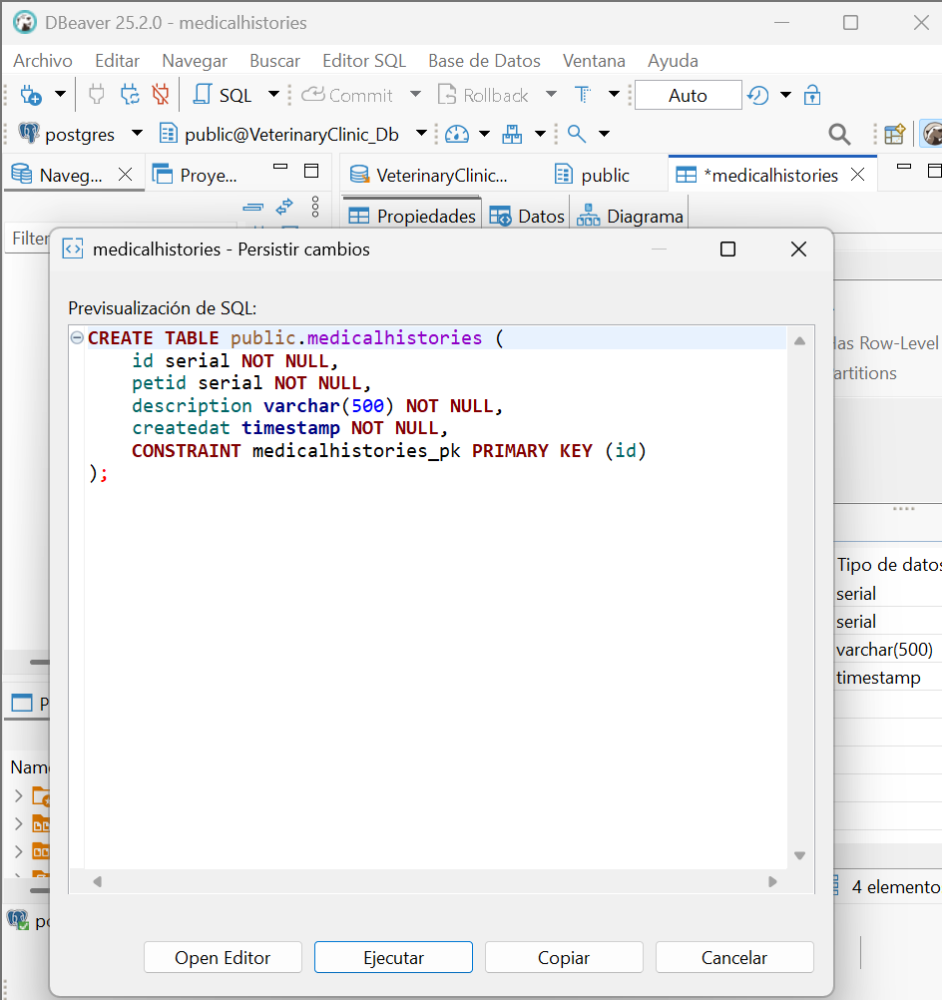 DBeaver 25.2.0 - medicalhistories
Archivo Editar Navegar Buscar Editor SQL Base de Datos Ventana Ayuda
SQL Commit Rollback Auto
postgres public@VeterinaryClinic_Db
Naveg... Proye... VeterinaryClinic... public *medicalhistories
Propiedades Datos Diagrama
Filter
medicalhistories - Persistir cambios
Previsualización de SQL:
CREATE TABLE public.medicalhistories (
id serial NOT NULL,
petid serial NOT NULL,
description varchar(500) NOT NULL,
createdat timestamp NOT NULL,
CONSTRAINT medicalhistories_pk PRIMARY KEY (id)
);
Has Row-Level
artitions
Tipo de datos
serial
serial
varchar(500)
timestamp
P
Name
4 elemento
po
Open Editor Ejecutar Copiar Cancelar